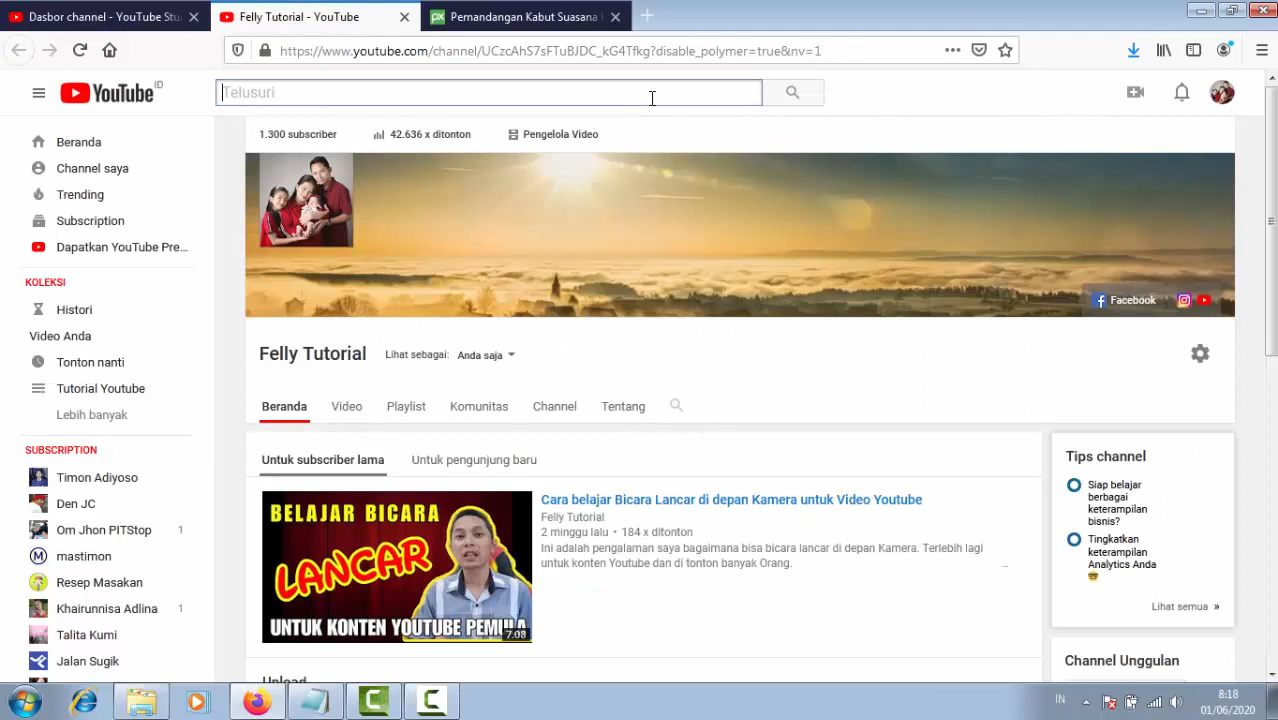 Dasbor channel - YouTube Stu
Felly Tutorial - YouTube
Pemandangan Kabut Suasana
https://www.youtube.com/channel/UCzcAhS7sFTuBJDC_kG4Tfkg?disable_polymer=true&nv=1
YouTube ID
Telusuri
1.300 subscriber
42.636 x ditonton
Pengelola Video
Beranda
Channel saya
Trending
Subscription
Dapatkan YouTube Pre...
KOLEKSI
Histori
Video Anda
Tonton nanti
Tutorial Youtube
Lebih banyak
SUBSCRIPTION
Timon Adiyoso
Den JC
Om Jhon PITStop 1
mastimon
Resep Masakan
Khairunnisa Adlina 1
Talita Kumi
Jalan Sugik
Facebook
Felly Tutorial
Lihat sebagai: Anda saja
Beranda
Video
Playlist
Komunitas
Channel
Tentang
Untuk subscriber lama
Untuk pengunjung baru
BELAJAR BICARA
LANCAR
UNTUK KONTEN YOUTUBE PEMULA
7.08
Cara belajar Bicara Lancar di depan Kamera untuk Video Youtube
Felly Tutorial
2 minggu lalu • 184 x ditonton
Ini adalah pengalaman saya bagaimana bisa bicara lancar di depan Kamera. Terlebih lagi
untuk konten Youtube dan di tonton banyak Orang.
Upload
Tips channel
Siap belajar
berbagai
keterampilan
bisnis?
Tingkatkan
keterampilan
Analytics Anda
🤓
Lihat semua »
Channel Unggulan
IN
8:18
01/06/2020